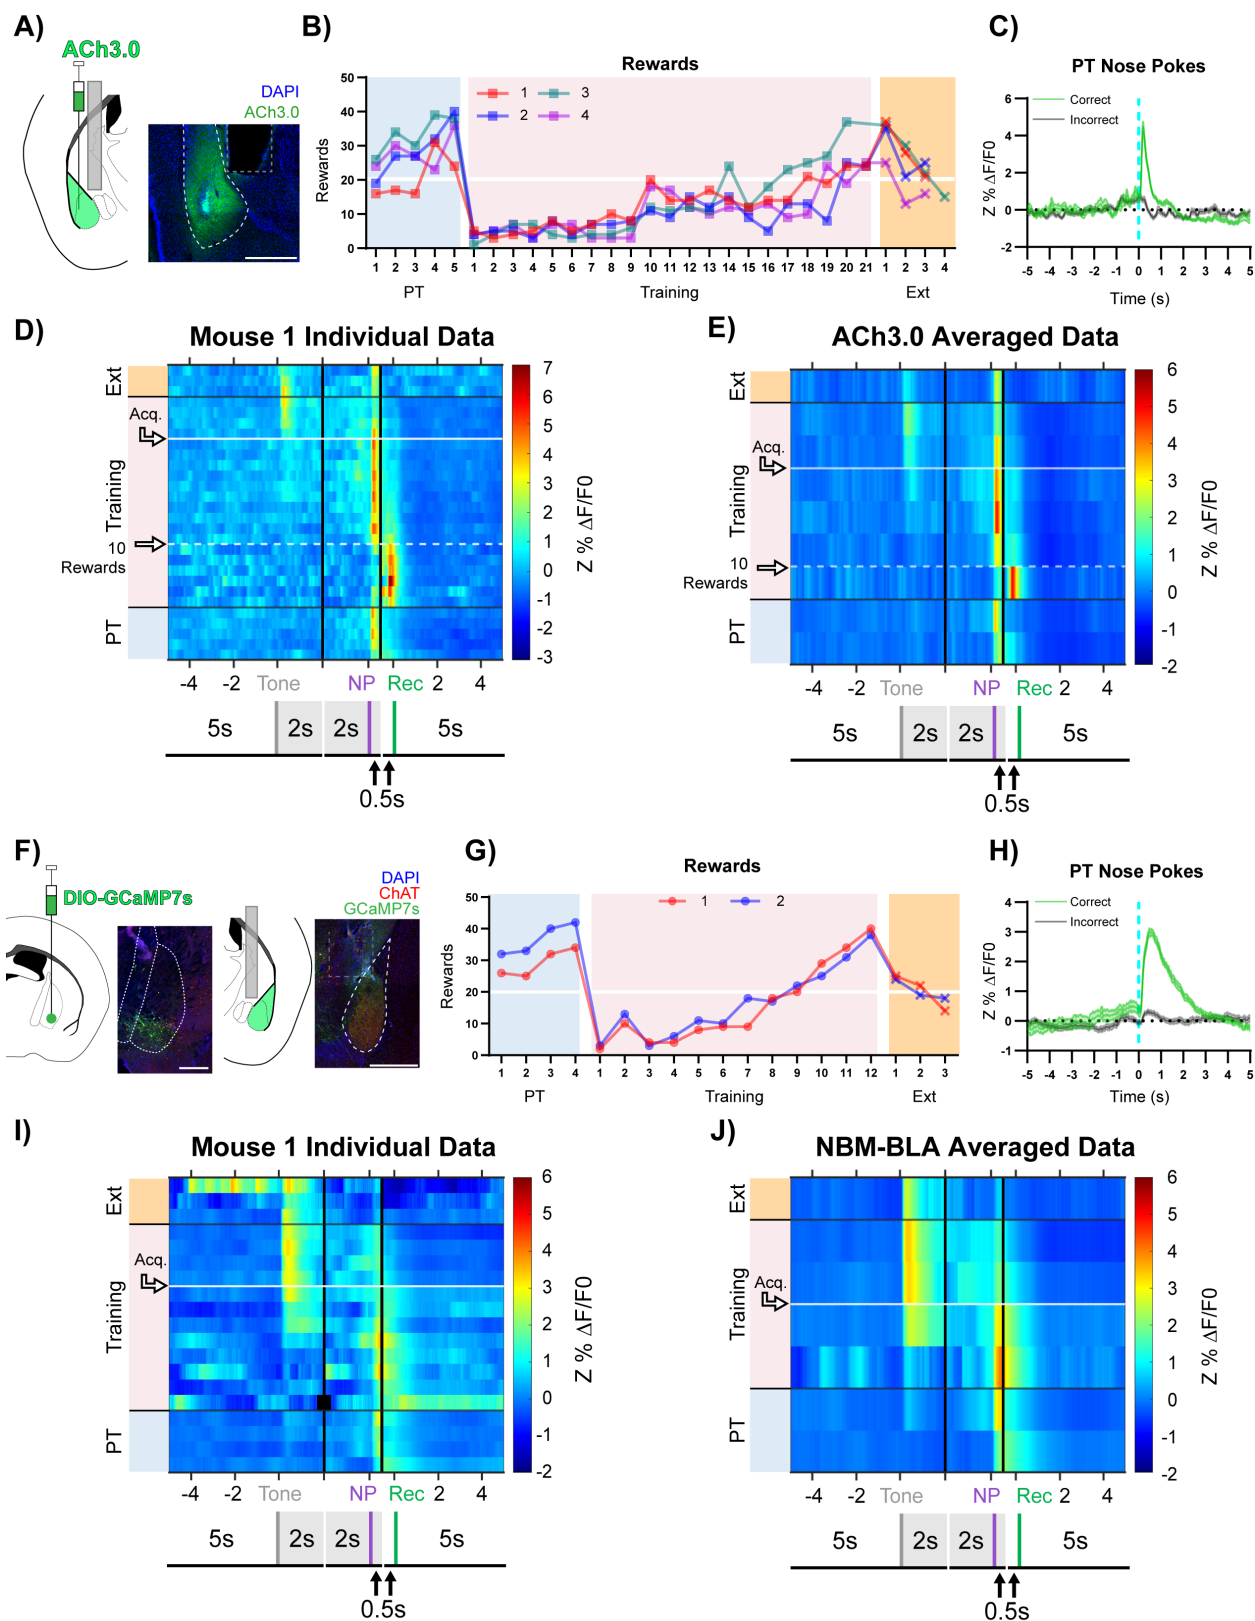 A)
ACh3.0
DAPI
ACh3.0
B)
Rewards
Rewards
50
40
30
20
10
0
1
2
3
4
1 2 3 4 5 1 2 3 4 5 6 7 8 9 10 11 12 13 14 15 16 17 18 19 20 21 1 2 3 4
PT Training Ext
C)
PT Nose Pokes
Correct
Incorrect
Z % ΔF/F0
6
4
2
0
-2
-5 -4 -3 -2 -1 0 1 2 3 4 5
Time (s)
D)
Mouse 1 Individual Data
Ext
Acq.
Training
10
Rewards
PT
7
6
5
4
3
2
1
0
-1
-2
-3
Z % ΔF/F0
-4 -2 Tone NP Rec 2 4
5s 2s 2s 5s
0.5s
E)
ACh3.0 Averaged Data
Ext
Acq.
Training
10
Rewards
PT
6
5
4
3
2
1
0
-1
-2
Z % ΔF/F0
-4 -2 Tone NP Rec 2 4
5s 2s 2s 5s
0.5s
F)
DIO-GCaMP7s
DAPI
ChAT
GCaMP7s
G)
Rewards
Rewards
50
40
30
20
10
0
1
2
1 2 3 4 1 2 3 4 5 6 7 8 9 10 11 12 1 2 3
PT Training Ext
H)
PT Nose Pokes
Correct
Incorrect
Z % ΔF/F0
4
3
2
1
0
-1
-5 -4 -3 -2 -1 0 1 2 3 4 5
Time (s)
I)
Mouse 1 Individual Data
Ext
Acq.
Training
PT
6
5
4
3
2
1
0
-1
-2
Z % ΔF/F0
-4 -2 Tone NP Rec 2 4
5s 2s 2s 5s
0.5s
J)
NBM-BLA Averaged Data
Ext
Acq.
Training
PT
6
5
4
3
2
1
0
-1
-2
Z % ΔF/F0
-4 -2 Tone NP Rec 2 4
5s 2s 2s 5s
0.5s